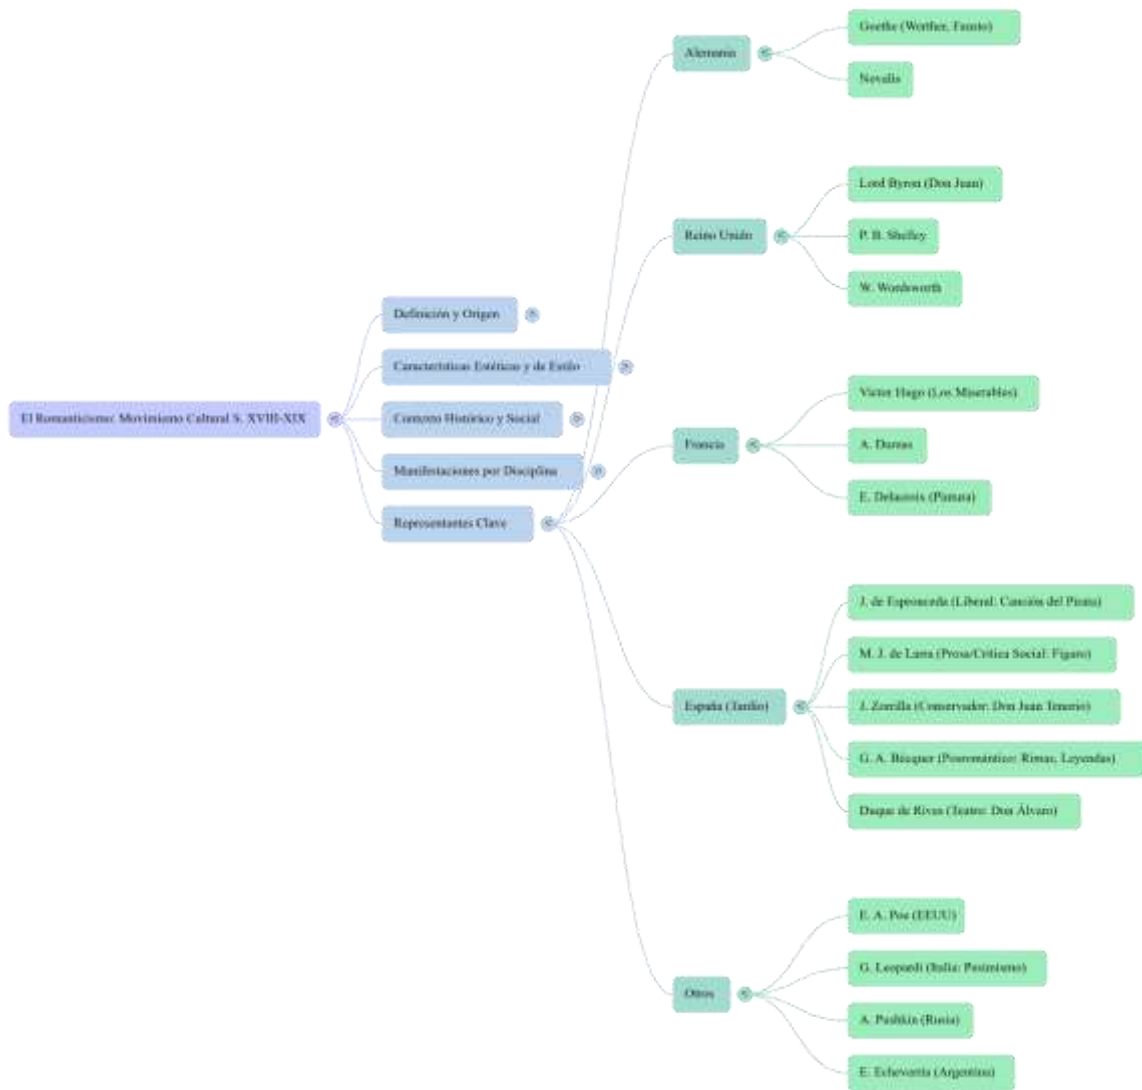 El Romanticismo: Movimiento Cultural S. XVIII-XIX
Definición y Origen
Características Estéticas y de Estilo
Contexto Histórico y Social
Manifestaciones por Disciplina
Representantes Clave
Alemania
Goethe (Werther, Fausto)
Novalis
Reino Unido
Lord Byron (Don Juan)
P. B. Shelley
W. Wordsworth
Francia
Victor Hugo (Los Miserables)
A. Dumas
E. Delacroix (Pintura)
España (Tardío)
J. de Espronceda (Liberal: Canción del Pirata)
M. J. de Larra (Prosa/Crítica Social: Fígaro)
J. Zorrilla (Conservador: Don Juan Tenorio)
G. A. Bécquer (Posromántico: Rimas, Leyendas)
Duque de Rivas (Teatro: Don Álvaro)
Otros
E. A. Poe (EEUU)
G. Leopardi (Italia: Pesimismo)
A. Pushkin (Rusia)
E. Echeverría (Argentina)